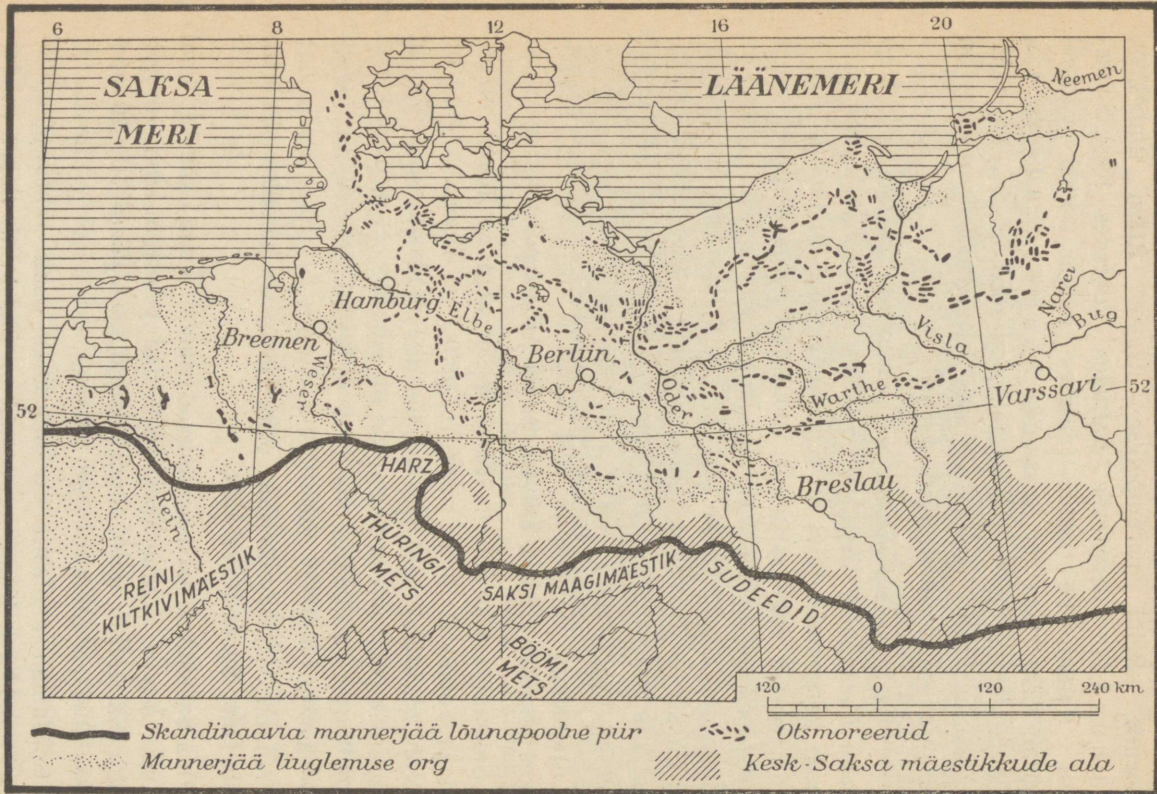 6 8 12 16 20
SAKSA
MERI
LÄÄNEMERI
Neemen
Hamburg
Elbe
Breemen
Weser
Berliin
Oder
Warthe
Visla
Narev
Bug
Varssavi
52
52
HARZ
Breslau
Rein
THÜRINGI
METS
REINI-
KILTKIVIMÄESTIK
SAKSI MAAGIMÄESTIK
SUDEEDID
BÖÖMI
METS
120 0 120 240 km
Skandinaavia mannerjää lõunapoolne piir
Otsmoreenid
Mannerjää liuglemise org
Kesk-Saksa mäestikkude ala